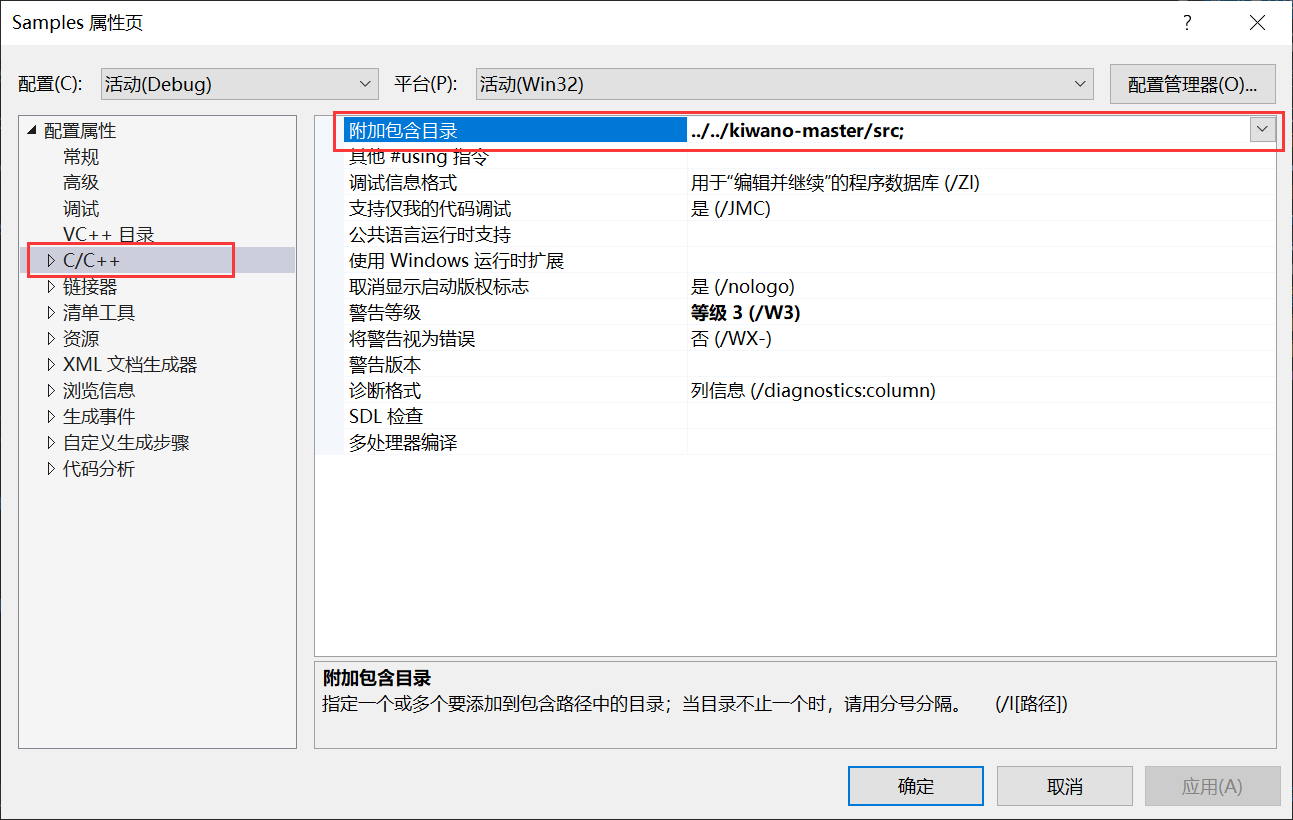 Samples 属性页
?
配置(C):
活动(Debug)
平台(P):
活动(Win32)
配置管理器(O)...
配置属性
常规
高级
调试
VC++ 目录
C/C++
链接器
清单工具
资源
XML 文档生成器
浏览信息
生成事件
自定义生成步骤
代码分析
附加包含目录 ../../kiwano-master/src;
其他 #using 指令
调试信息格式 用于“编辑并继续”的程序数据库 (/ZI)
支持仅我的代码调试 是 (/JMC)
公共语言运行时支持
使用 Windows 运行时扩展
取消显示启动版权标志 是 (/nologo)
警告等级 等级 3 (/W3)
将警告视为错误 否 (/WX-)
警告版本
诊断格式 列信息 (/diagnostics:column)
SDL 检查
多处理器编译
附加包含目录
指定一个或多个要添加到包含路径中的目录；当目录不止一个时，请用分号分隔。 (/I[路径])
确定
取消
应用(A)